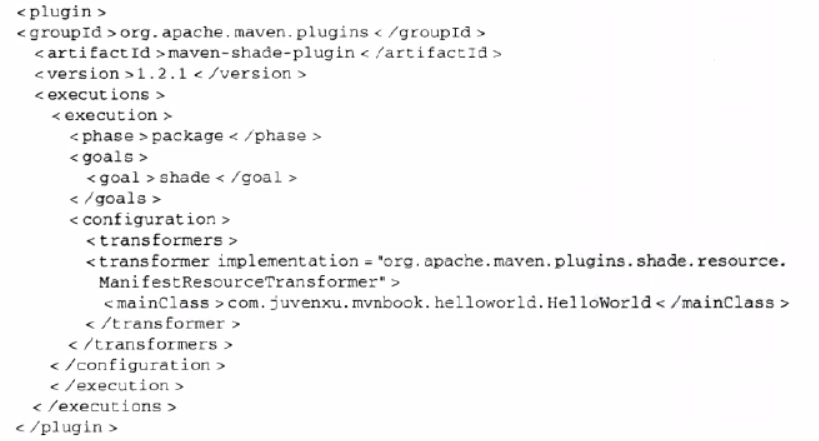 <plugin>
<groupId>org.apache.maven.plugins</groupId>
<artifactId>maven-shade-plugin</artifactId>
<version>1.2.1</version>
<executions>
<execution>
<phase>package</phase>
<goals>
<goal>shade</goal>
</goals>
<configuration>
<transformers>
<transformer implementation="org.apache.maven.plugins.shade.resource.
ManifestResourceTransformer">
<mainClass>com.juvenxu.mvnbook.helloworld.HelloWorld</mainClass>
</transformer>
</transformers>
</configuration>
</execution>
</executions>
</plugin>